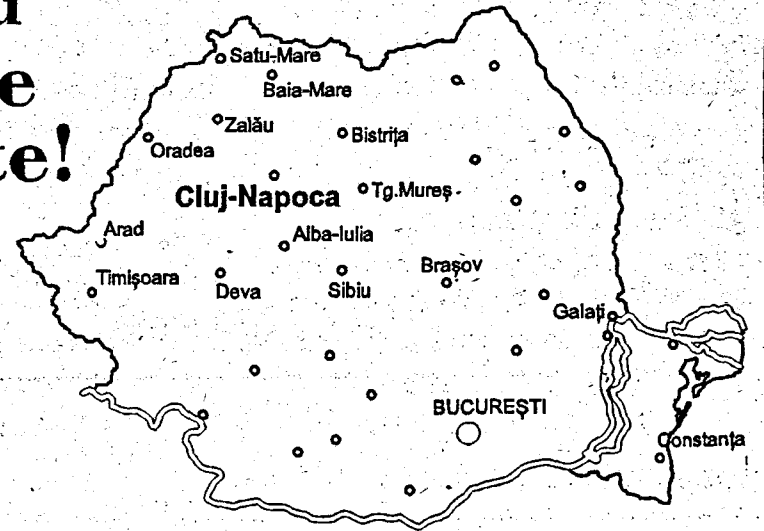 Satu-Mare
Baia-Mare
Zalău
Bistrița
Oradea
Cluj-Napoca
Tg.Mureș
Arad
Alba-Iulia
Timișoara
Deva
Sibiu
Brașov
Galați
BUCUREȘTI
Constanța